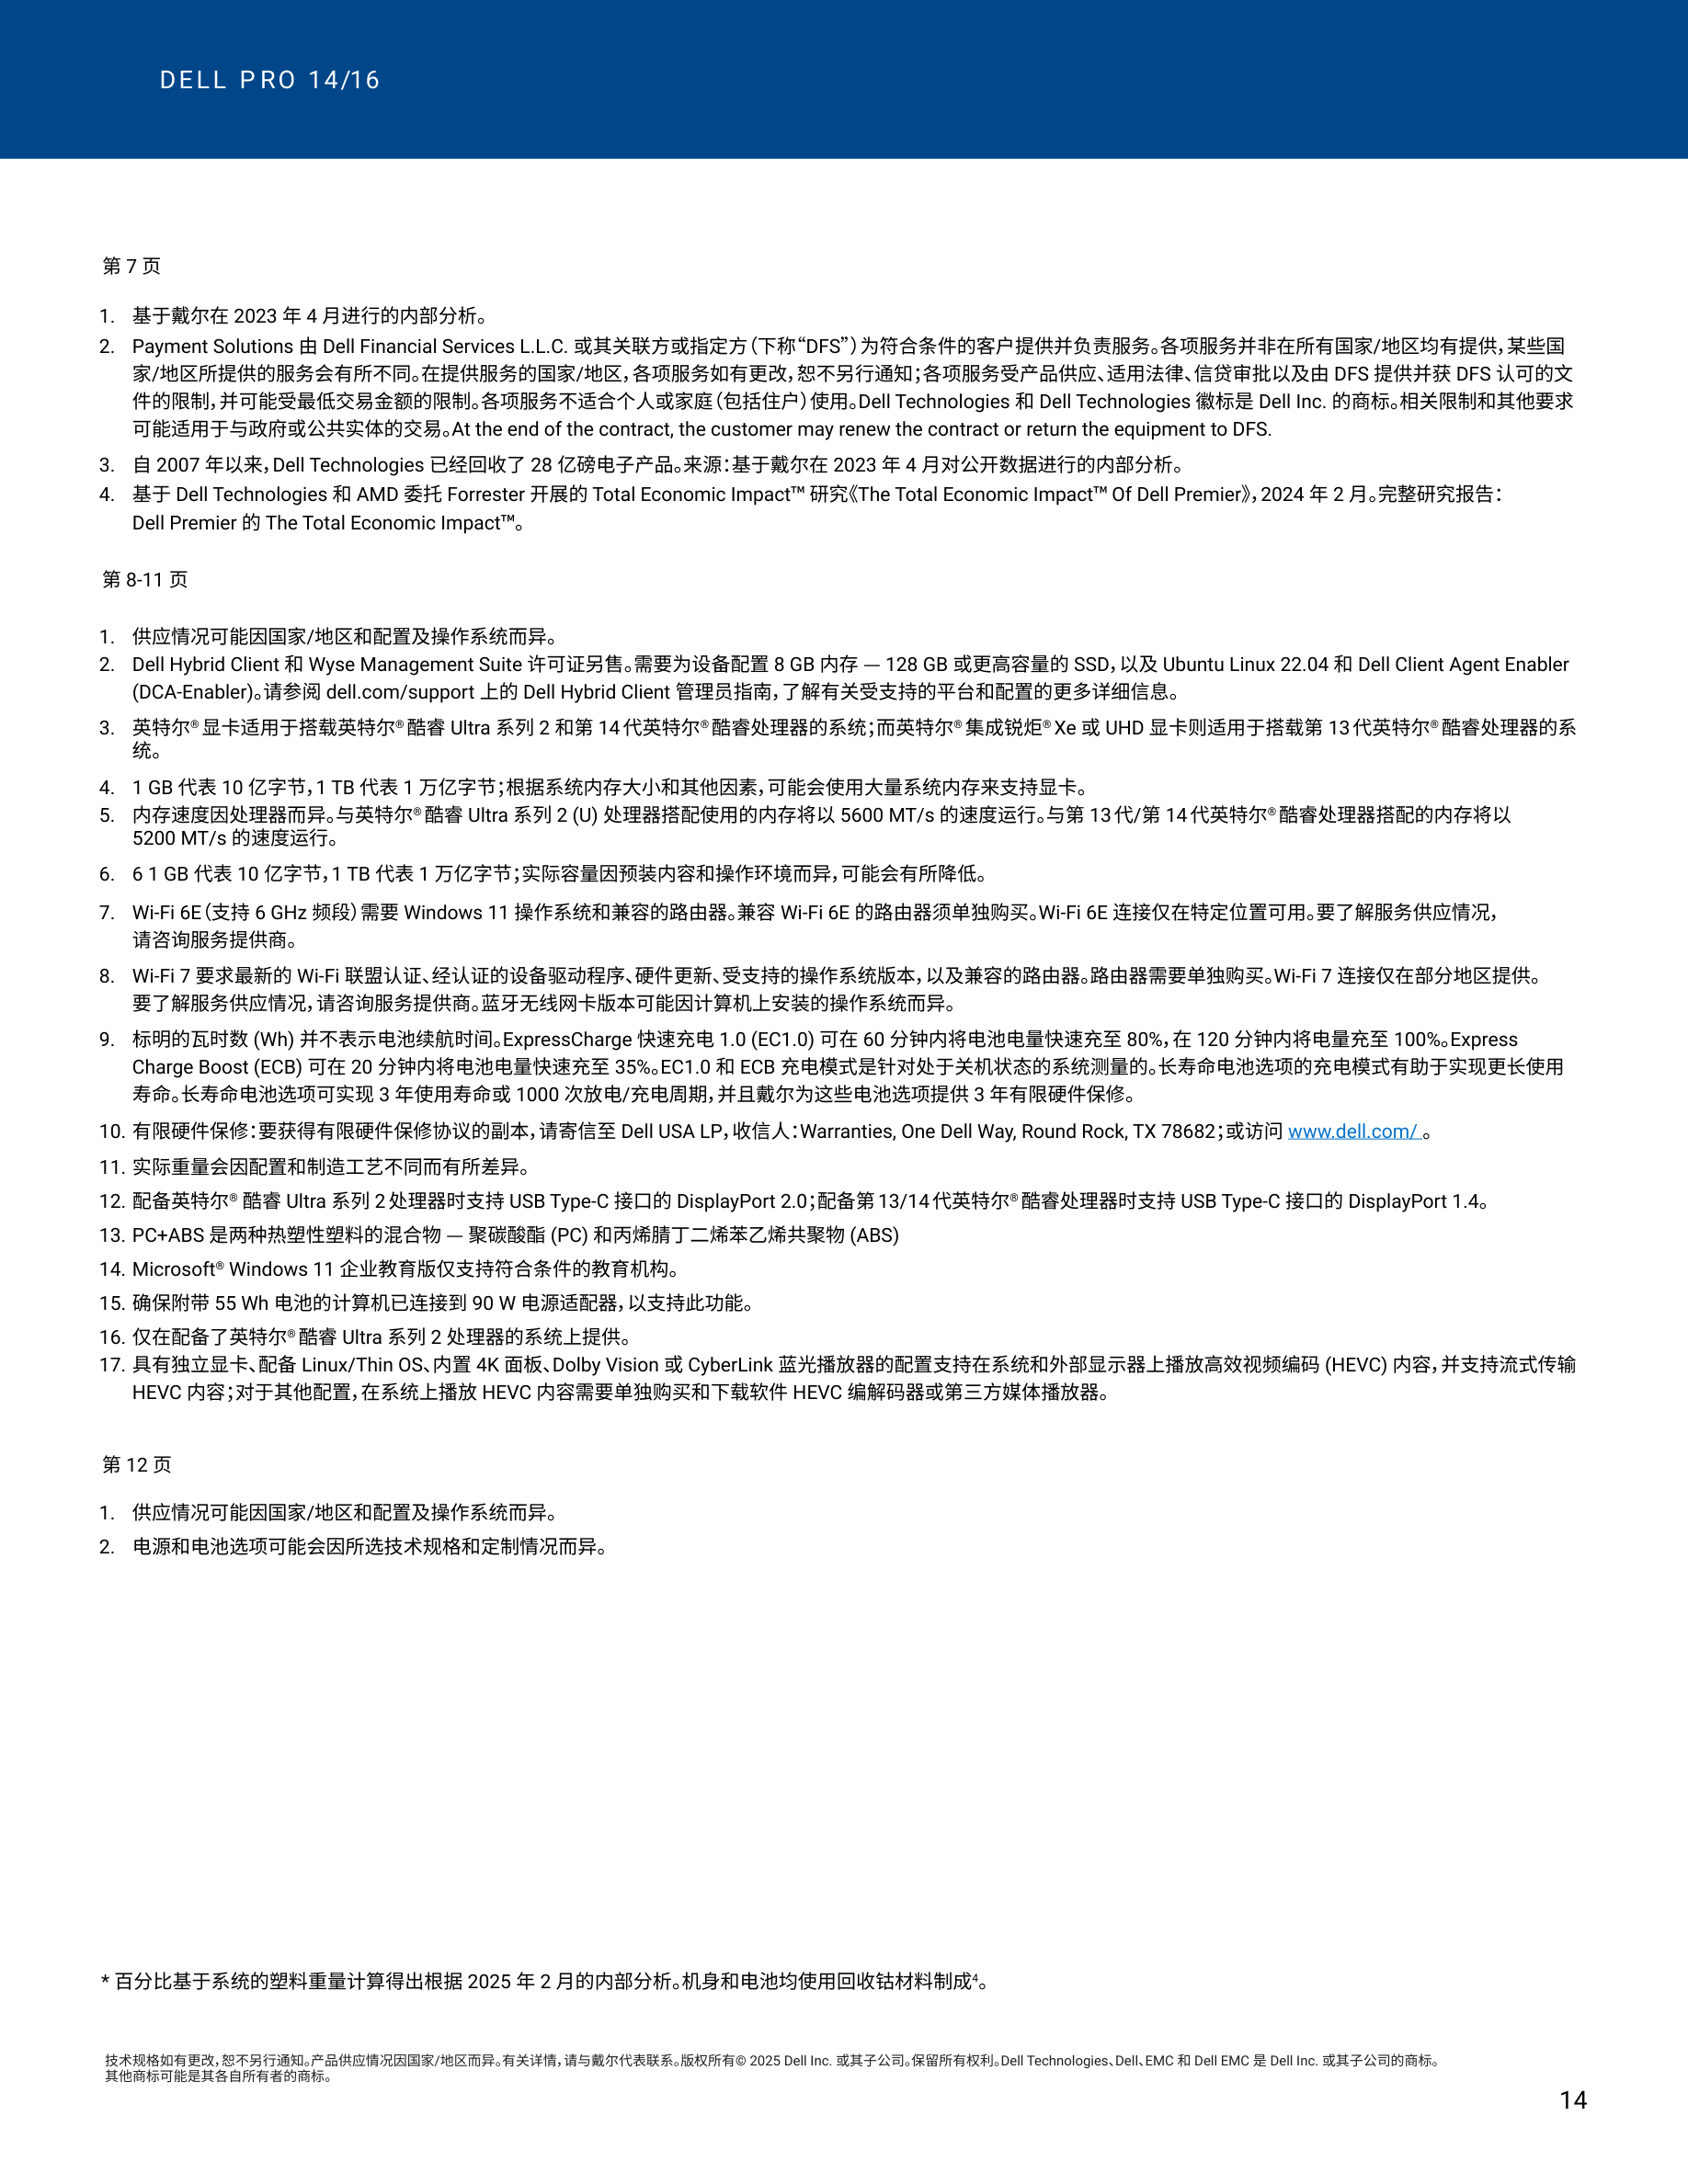 DELL PRO 14/16
第 7 页
1. 基于戴尔在 2023 年 4 月进行的内部分析。
2. Payment Solutions 由 Dell Financial Services L.L.C. 或其关联方或指定方（下称“DFS”）为符合条件的客户提供并负责服务。各项服务并非在所有国家/地区均有提供，某些国
家/地区所提供的服务会有所不同。在提供服务的国家/地区，各项服务如有更改，恕不另行通知；各项服务受产品供应、适用法律、信贷审批以及由 DFS 提供并获 DFS 认可的文
件的限制，并可能受最低交易金额的限制。各项服务不适合个人或家庭（包括住户）使用。Dell Technologies 和 Dell Technologies 徽标是 Dell Inc. 的商标。相关限制和其他要求
可能适用于与政府或公共实体的交易。At the end of the contract, the customer may renew the contract or return the equipment to DFS.
3. 自 2007 年以来，Dell Technologies 已经回收了 28 亿磅电子产品。来源：基于戴尔在 2023 年 4 月对公开数据进行的内部分析。
4. 基于 Dell Technologies 和 AMD 委托 Forrester 开展的 Total Economic Impact™ 研究《The Total Economic Impact™ Of Dell Premier》，2024 年 2 月。完整研究报告：
Dell Premier 的 The Total Economic Impact™。
第 8-11 页
1. 供应情况可能因国家/地区和配置及操作系统而异。
2. Dell Hybrid Client 和 Wyse Management Suite 许可证另售。需要为设备配置 8 GB 内存 — 128 GB 或更高容量的 SSD，以及 Ubuntu Linux 22.04 和 Dell Client Agent Enabler
(DCA-Enabler)。请参阅 dell.com/support 上的 Dell Hybrid Client 管理员指南，了解有关受支持的平台和配置的更多详细信息。
3. 英特尔® 显卡适用于搭载英特尔® 酷睿 Ultra 系列 2 和第 14 代英特尔® 酷睿处理器的系统；而英特尔® 集成锐炬® Xe 或 UHD 显卡则适用于搭载第 13 代英特尔® 酷睿处理器的系
统。
4. 1 GB 代表 10 亿字节，1 TB 代表 1 万亿字节；根据系统内存大小和其他因素，可能会使用大量系统内存来支持显卡。
5. 内存速度因处理器而异。与英特尔® 酷睿 Ultra 系列 2 (U) 处理器搭配使用的内存将以 5600 MT/s 的速度运行。与第 13 代/第 14 代英特尔® 酷睿处理器搭配的内存将以
5200 MT/s 的速度运行。
6. 6 1 GB 代表 10 亿字节，1 TB 代表 1 万亿字节；实际容量因预装内容和操作环境而异，可能会有所降低。
7. Wi-Fi 6E（支持 6 GHz 频段）需要 Windows 11 操作系统和兼容的路由器。兼容 Wi-Fi 6E 的路由器须单独购买。Wi-Fi 6E 连接仅在特定位置可用。要了解服务供应情况，
请咨询服务提供商。
8. Wi-Fi 7 要求最新的 Wi-Fi 联盟认证、经认证的设备驱动程序、硬件更新、受支持的操作系统版本，以及兼容的路由器。路由器需要单独购买。Wi-Fi 7 连接仅在部分地区提供。
要了解服务供应情况，请咨询服务提供商。蓝牙无线网卡版本可能因计算机上安装的操作系统而异。
9. 标明的瓦时数 (Wh) 并不表示电池续航时间。ExpressCharge 快速充电 1.0 (EC1.0) 可在 60 分钟内将电池电量快速充至 80%，在 120 分钟内将电量充至 100%。Express
Charge Boost (ECB) 可在 20 分钟内将电池电量快速充至 35%。EC1.0 和 ECB 充电模式是针对处于关机状态的系统测量的。长寿命电池选项的充电模式有助于实现更长使用
寿命。长寿命电池选项可实现 3 年使用寿命或 1000 次放电/充电周期，并且戴尔为这些电池选项提供 3 年有限硬件保修。
10. 有限硬件保修：要获得有限硬件保修协议的副本，请寄信至 Dell USA LP，收信人：Warranties, One Dell Way, Round Rock, TX 78682；或访问 www.dell.com/ 。
11. 实际重量会因配置和制造工艺不同而有所差异。
12. 配备英特尔® 酷睿 Ultra 系列 2 处理器时支持 USB Type-C 接口的 DisplayPort 2.0；配备第 13/14 代英特尔® 酷睿处理器时支持 USB Type-C 接口的 DisplayPort 1.4。
13. PC+ABS 是两种热塑性塑料的混合物 — 聚碳酸酯 (PC) 和丙烯腈丁二烯苯乙烯共聚物 (ABS)
14. Microsoft® Windows 11 企业教育版仅支持符合条件的教育机构。
15. 确保附带 55 Wh 电池的计算机已连接到 90 W 电源适配器，以支持此功能。
16. 仅在配备了英特尔® 酷睿 Ultra 系列 2 处理器的系统上提供。
17. 具有独立显卡、配备 Linux/Thin OS、内置 4K 面板、Dolby Vision 或 CyberLink 蓝光播放器的配置支持在系统和外部显示器上播放高效视频编码 (HEVC) 内容，并支持流式传输
HEVC 内容；对于其他配置，在系统上播放 HEVC 内容需要单独购买和下载软件 HEVC 编解码器或第三方媒体播放器。
第 12 页
1. 供应情况可能因国家/地区和配置及操作系统而异。
2. 电源和电池选项可能会因所选技术规格和定制情况而异。
* 百分比基于系统的塑料重量计算得出根据 2025 年 2 月的内部分析。机身和电池均使用回收钴材料制成⁴。
技术规格如有更改，恕不另行通知。产品供应情况因国家/地区而异。有关详情，请与戴尔代表联系。版权所有© 2025 Dell Inc. 或其子公司。保留所有权利。Dell Technologies、Dell、EMC 和 Dell EMC 是 Dell Inc. 或其子公司的商标。
其他商标可能是其各自所有者的商标。
14